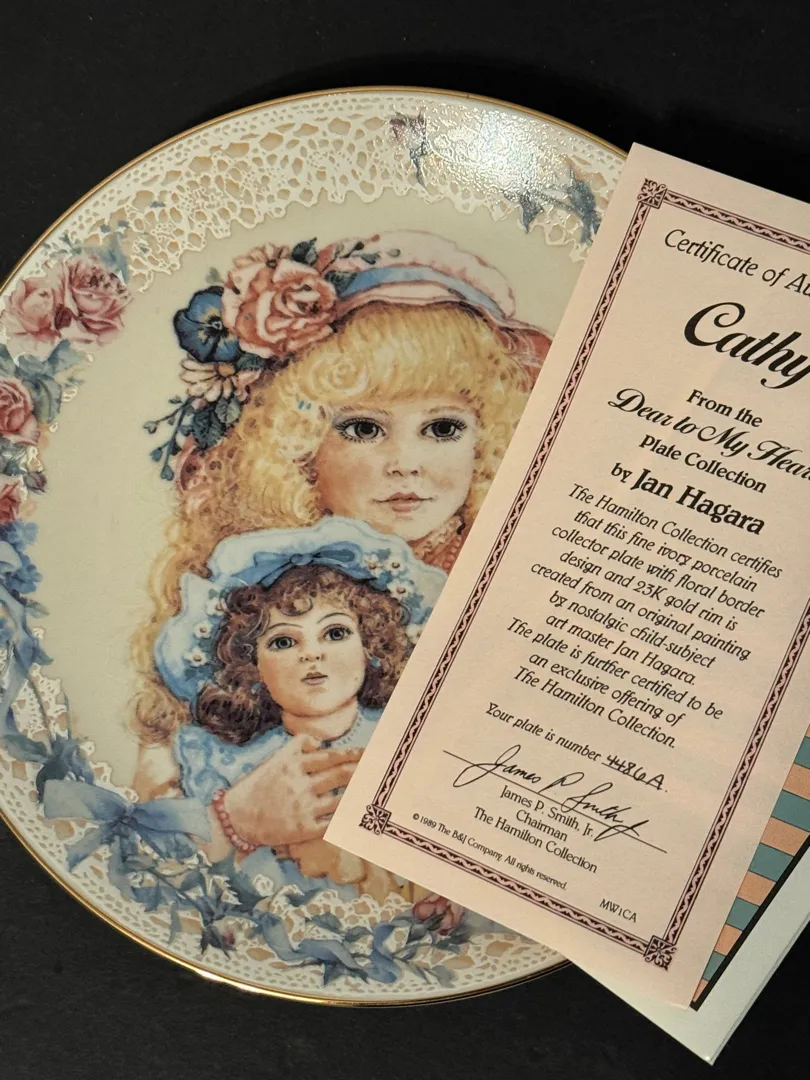 Certificate of Au
Cathy
From the
Dear to My Hear
Plate Collection
by Jan Hagara
The Hamilton Collection certifies
that this fine ivory porcelain
collector plate with floral border
design and 23K gold rim is
created from an original painting
by nostalgic child-subject
art master Jan Hagara.
The plate is further certified to be
an exclusive offering of
The Hamilton Collection.
Your plate is number 4486A.
James P. Smith Jr
James P. Smith, Jr.
Chairman
The Hamilton Collection
© 1989 The B&J Company. All rights reserved.
MW1CA